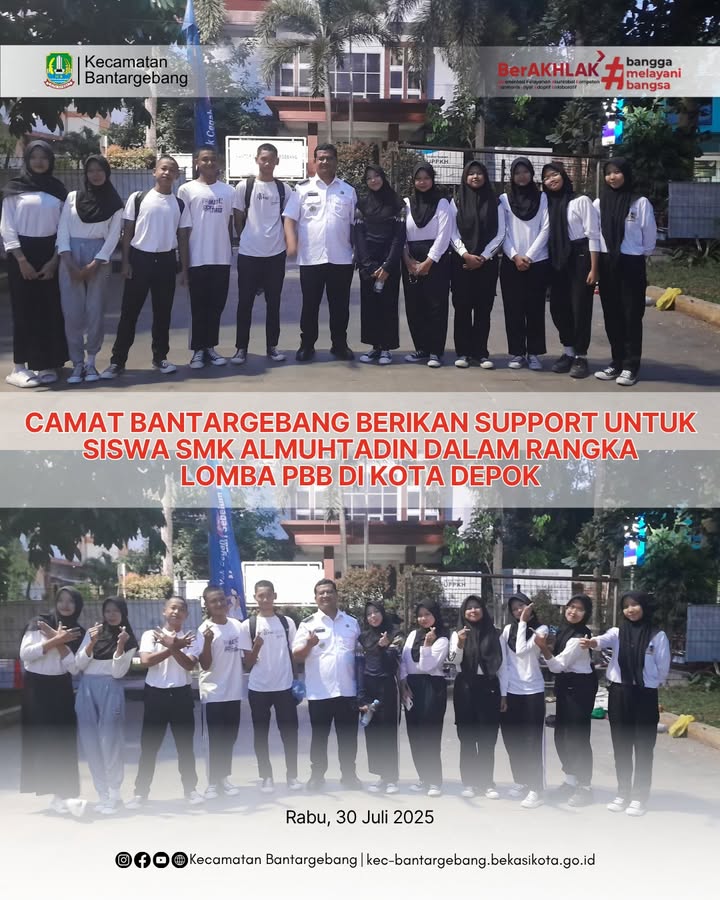 Kecamatan
Bantargebang
BerAKHLAK
#bangga
melayani
bangsa
UPPKH
CAMAT BANTARGEBANG BERIKAN SUPPORT UNTUK
SISWA SMK ALMUHTADIN DALAM RANGKA
LOMBA PBB DI KOTA DEPOK
Rabu, 30 Juli 2025
Kecamatan Bantargebang | kec-bantargebang.bekasikota.go.id